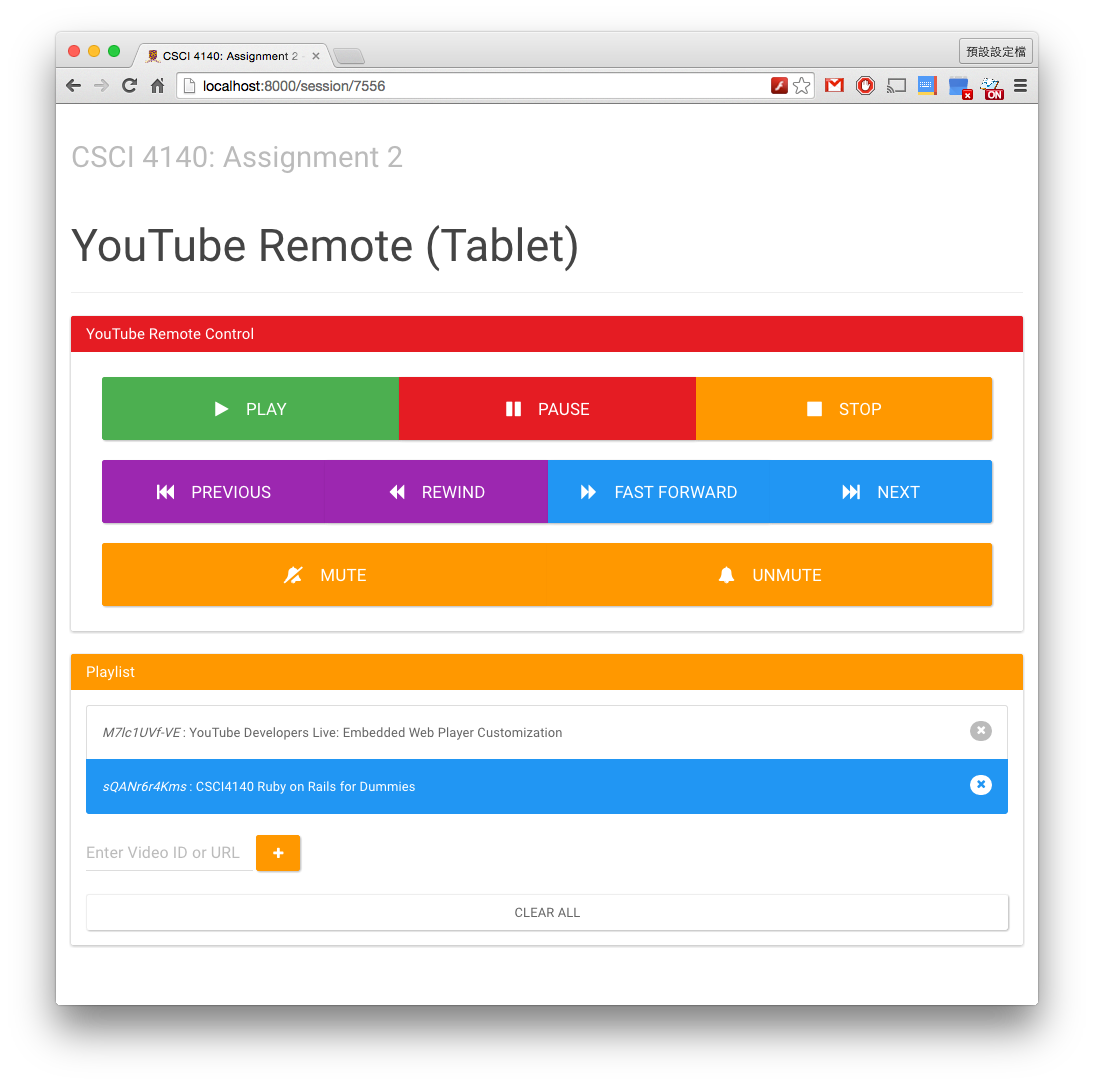 CSCI 4140: Assignment 2
預設設定檔
localhost:8000/session/7556
ON
CSCI 4140: Assignment 2
YouTube Remote (Tablet)
YouTube Remote Control
PLAY PAUSE STOP
PREVIOUS REWIND FAST FORWARD NEXT
MUTE UNMUTE
Playlist
M7lc1UVf-VE : YouTube Developers Live: Embedded Web Player Customization
sQANr6r4Kms : CSCI4140 Ruby on Rails for Dummies
Enter Video ID or URL
CLEAR ALL